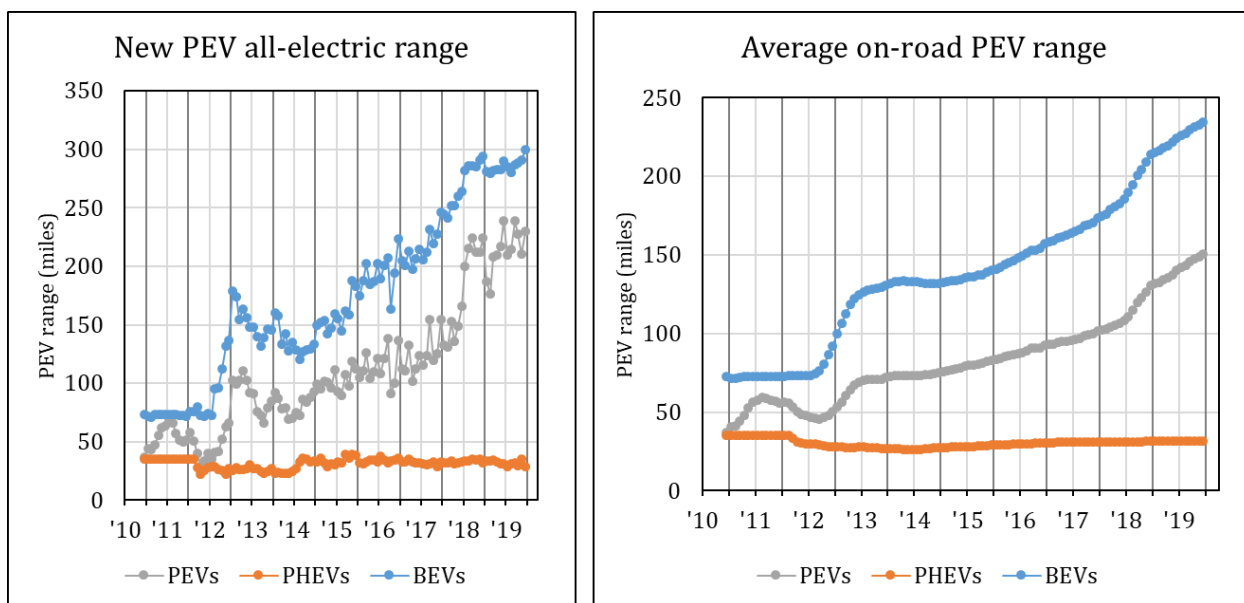 New PEV all-electric range
PEV range (miles)
350
300
250
200
150
100
50
0
'10 '11 '12 '13 '14 '15 '16 '17 '18 '19
PEVs PHEVs BEVs
Average on-road PEV range
PEV range (miles)
250
200
150
100
50
0
'10 '11 '12 '13 '14 '15 '16 '17 '18 '19
PEVs PHEVs BEVs